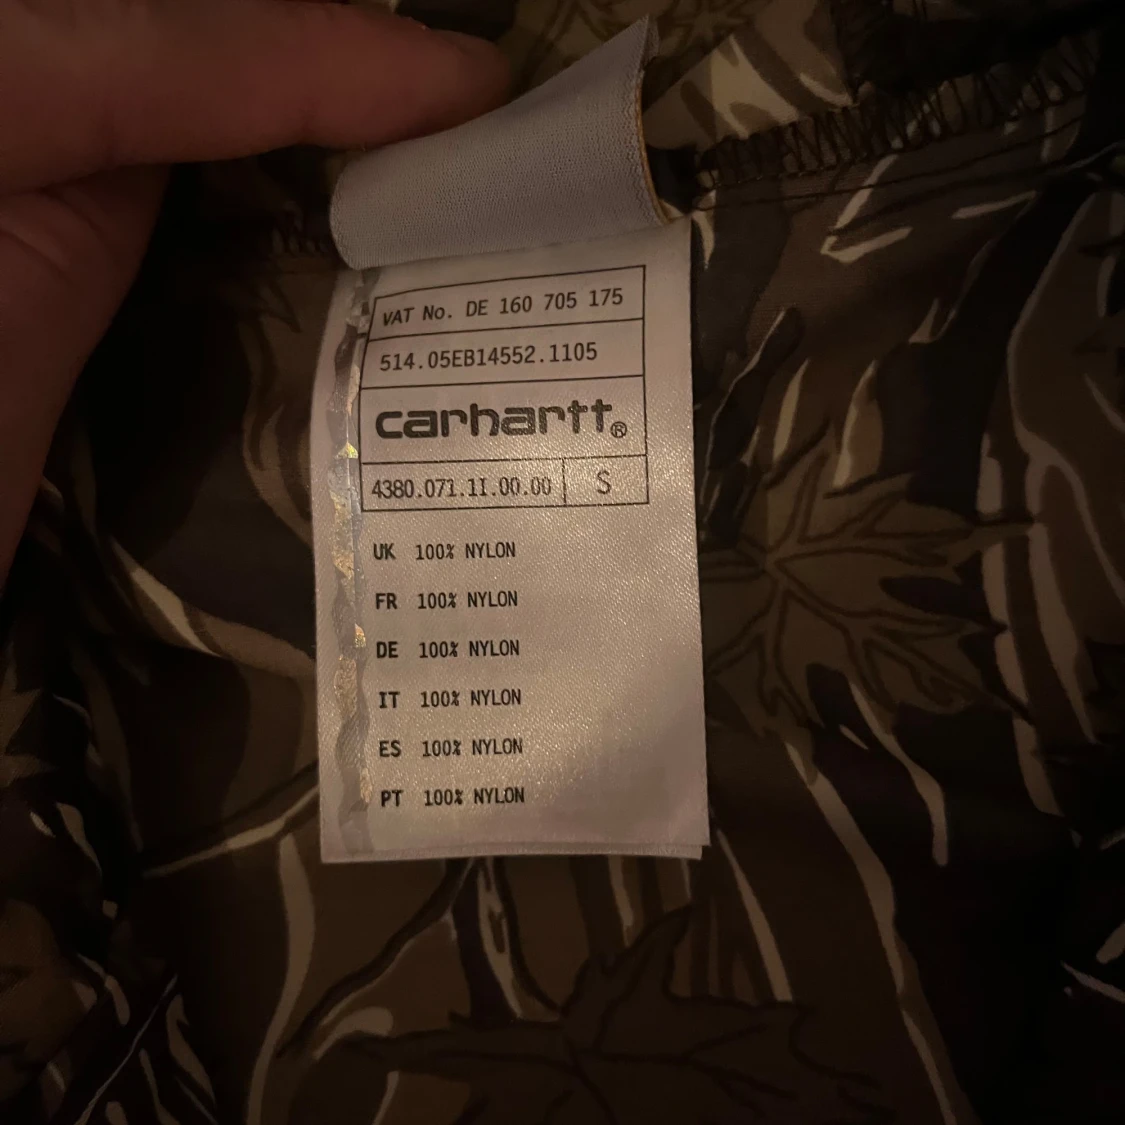 VAT No. DE 160 705 175
514.05EB14552.1105
carhartt®
4380.071.1I.00.00 S
UK 100% NYLON
FR 100% NYLON
DE 100% NYLON
IT 100% NYLON
ES 100% NYLON
PT 100% NYLON